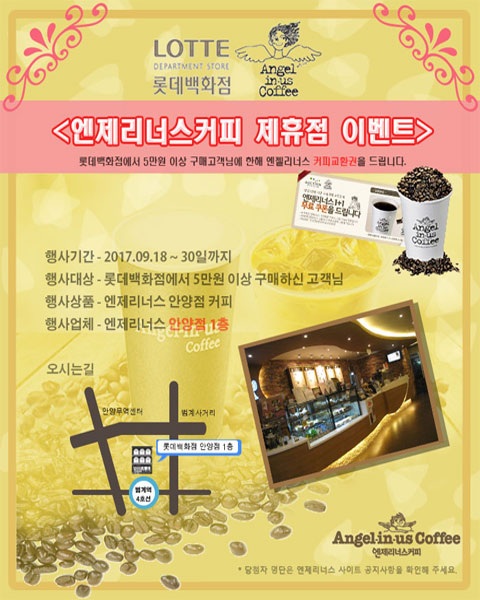 LOTTE
DEPARTMENT STORE
롯데백화점
Angel
in-us
Coffee
<엔제리너스커피 제휴점 이벤트>
롯데백화점에서 5만원 이상 구매고객님에 한해 엔젤리너스 커피교환권을 드립니다.
엔제리너스 1+1
무료 쿠폰을 드립니다
Angel
in-us
Coffee
행사기간 - 2017.09.18 ~ 30일까지
행사대상 - 롯데백화점에서 5만원 이상 구매하신 고객님
행사상품 - 엔제리너스 안양점 커피
행사업체 - 엔제리너스 안양점 1층
Angel-in-us
Coffee
오시는길
안양무역센터
범계사거리
롯데백화점 안양점 1층
범계역
4호선
Angel-in-us Coffee
엔제리너스커피
* 당첨자 명단은 엔제리너스 사이트 공지사항을 확인해 주세요.